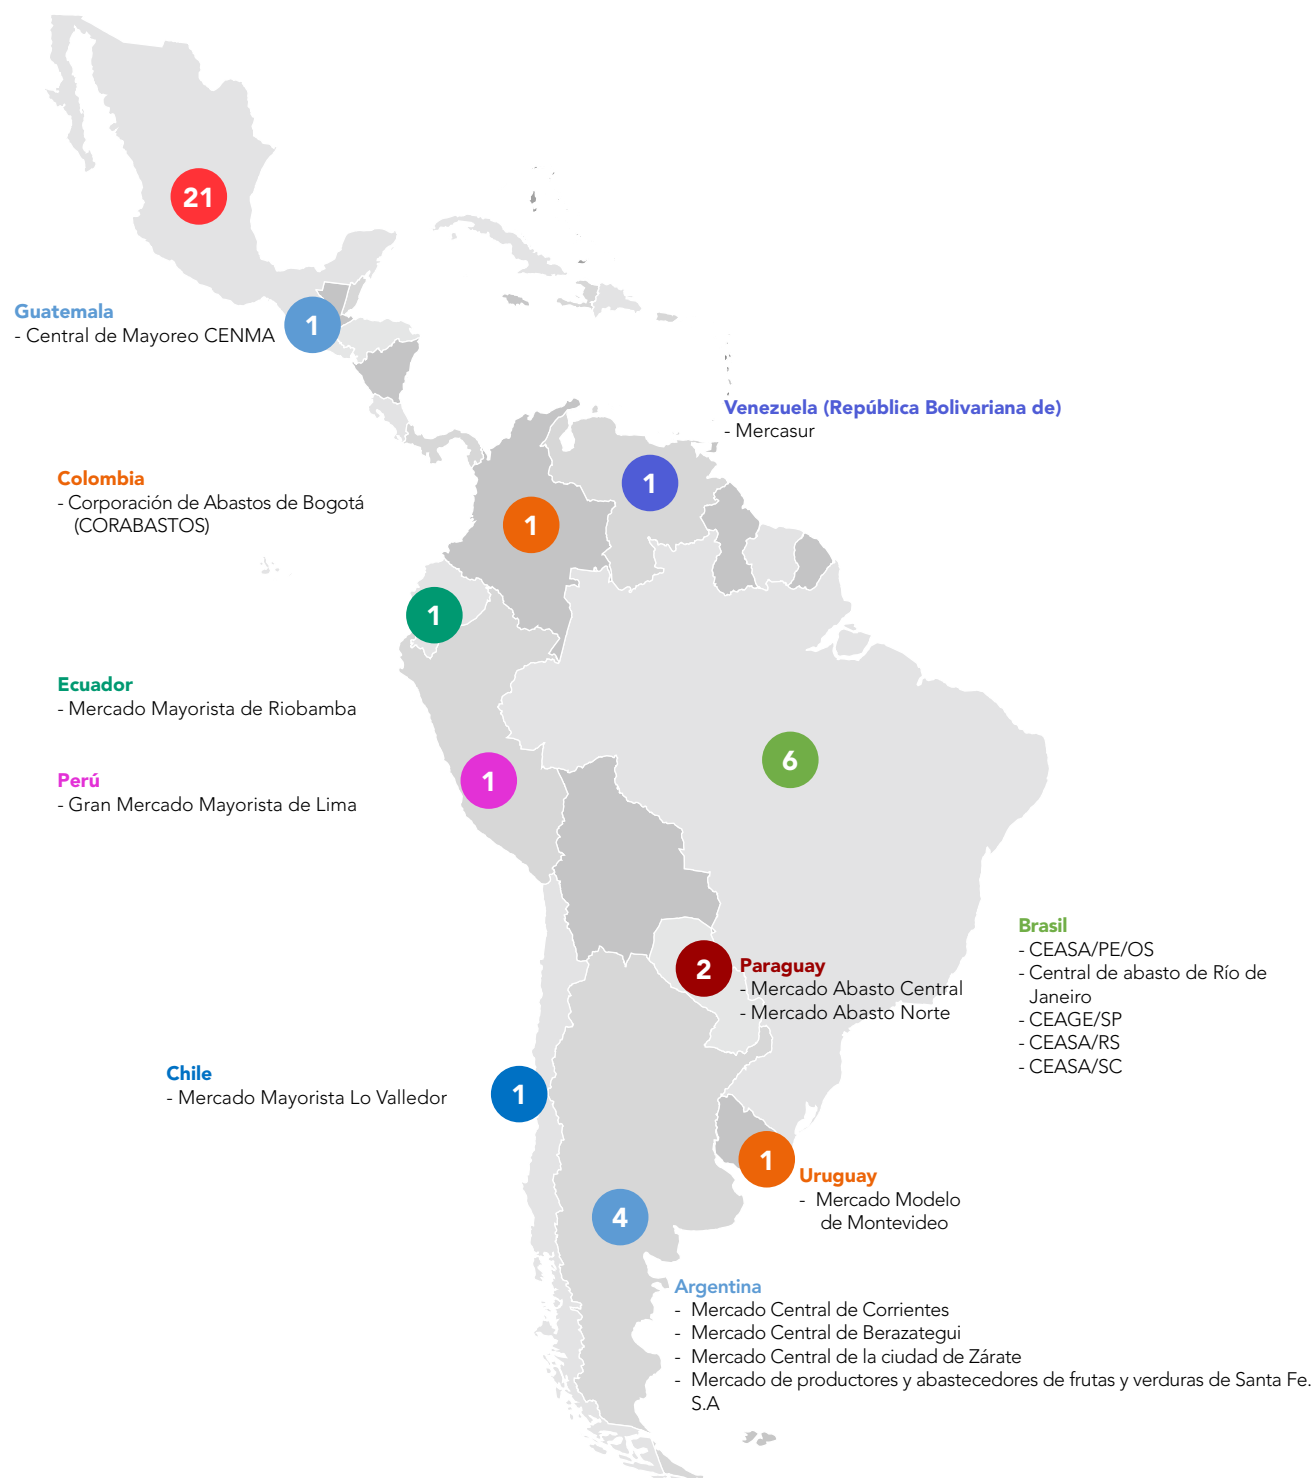 21
Guatemala
- Central de Mayoreo CENMA
1
Venezuela (República Bolivariana de)
- Mercasur
1
Colombia
- Corporación de Abastos de Bogotá
(CORABASTOS)
1
1
Ecuador
- Mercado Mayorista de Riobamba
Perú
- Gran Mercado Mayorista de Lima
1
6
Brasil
- CEASA/PE/OS
- Central de abasto de Río de
Janeiro
- CEAGE/SP
- CEASA/RS
- CEASA/SC
2
Paraguay
- Mercado Abasto Central
- Mercado Abasto Norte
Chile
- Mercado Mayorista Lo Valledor
1
1
Uruguay
- Mercado Modelo
de Montevideo
4
Argentina
- Mercado Central de Corrientes
- Mercado Central de Berazategui
- Mercado Central de la ciudad de Zárate
- Mercado de productores y abastecedores de frutas y verduras de Santa Fe.
S.A